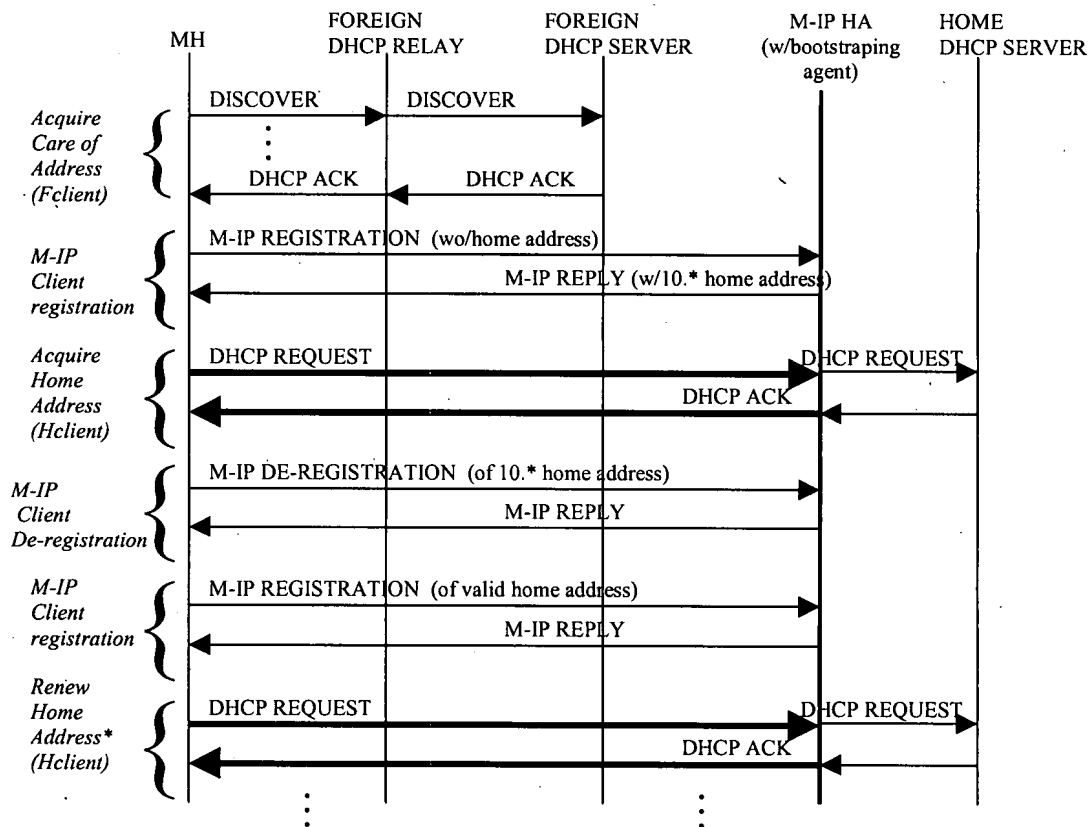 MH
FOREIGN
DHCP RELAY
FOREIGN
DHCP SERVER
M-IP HA
(w/bootstraping
agent)
HOME
DHCP SERVER
Acquire
Care of
Address
(Fclient)
DISCOVER
DISCOVER
DHCP ACK
DHCP ACK
M-IP
Client
registration
M-IP REGISTRATION (wo/home address)
M-IP REPLY (w/10.* home address)
Acquire
Home
Address
(Hclient)
DHCP REQUEST
DHCP REQUEST
DHCP ACK
M-IP
Client
De-registration
M-IP DE-REGISTRATION (of 10.* home address)
M-IP REPLY
M-IP
Client
registration
M-IP REGISTRATION (of valid home address)
M-IP REPLY
Renew
Home
Address*
(Hclient)
DHCP REQUEST
DHCP REQUEST
DHCP ACK